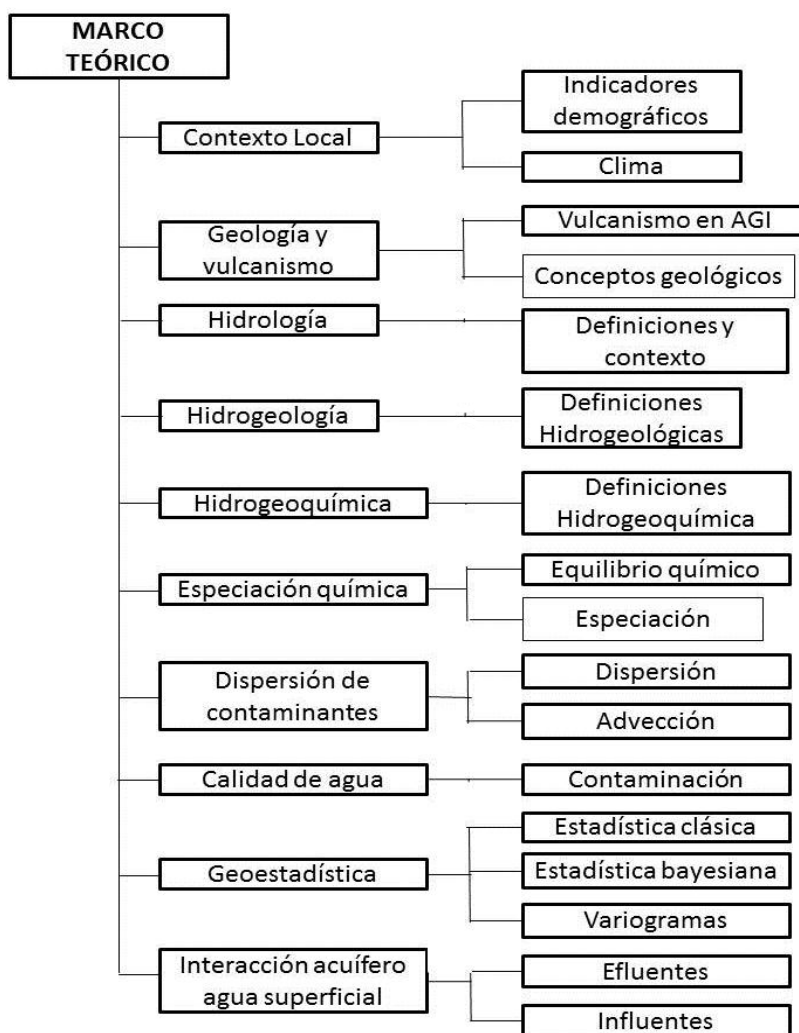 MARCO
TEÓRICO
Contexto Local
Indicadores
demográficos
Clima
Geología y
vulcanismo
Vulcanismo en AGI
Conceptos geológicos
Hidrología
Definiciones y
contexto
Hidrogeología
Definiciones
Hidrogeológicas
Hidrogeoquímica
Definiciones
Hidrogeoquímica
Especiación química
Equilibrio químico
Especiación
Dispersión de
contaminantes
Dispersión
Advección
Calidad de agua
Contaminación
Geoestadística
Estadística clásica
Estadística bayesiana
Variogramas
Interacción acuífero
agua superficial
Efluentes
Influentes